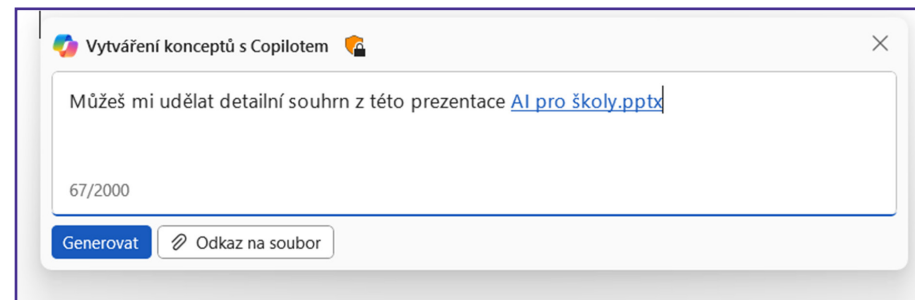 Vytváření konceptů s Copilotem
Můžeš mi udělat detailní souhrn z této prezentace AI pro školy.pptx
67/2000
Generovat
Odkaz na soubor